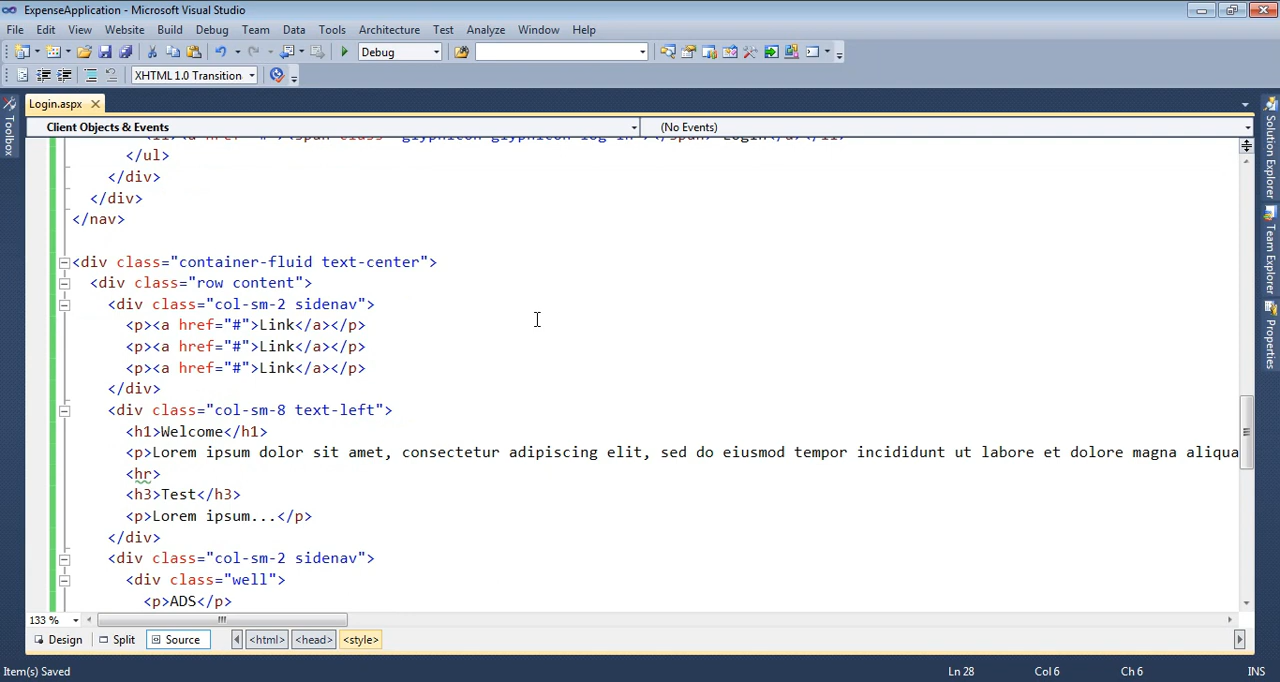 ExpenseApplication - Microsoft Visual Studio
File Edit View Website Build Debug Team Data Tools Architecture Test Analyze Window Help
Debug
XHTML 1.0 Transition
Login.aspx
Client Objects & Events (No Events)
</ul>
</div>
</div>
</nav>
<div class="container-fluid text-center">
<div class="row content">
<div class="col-sm-2 sidenav">
<p><a href="#">Link</a></p>
<p><a href="#">Link</a></p>
<p><a href="#">Link</a></p>
</div>
<div class="col-sm-8 text-left">
<h1>Welcome</h1>
<p>Lorem ipsum dolor sit amet, consectetur adipiscing elit, sed do eiusmod tempor incididunt ut labore et dolore magna aliqua
<hr>
<h3>Test</h3>
<p>Lorem ipsum...</p>
</div>
<div class="col-sm-2 sidenav">
<div class="well">
<p>ADS</p>
133 %
Design Split Source <html> <head> <style>
Item(s) Saved Ln 28 Col 6 Ch 6 INS
Toolbox
Solution Explorer
Team Explorer
Properties